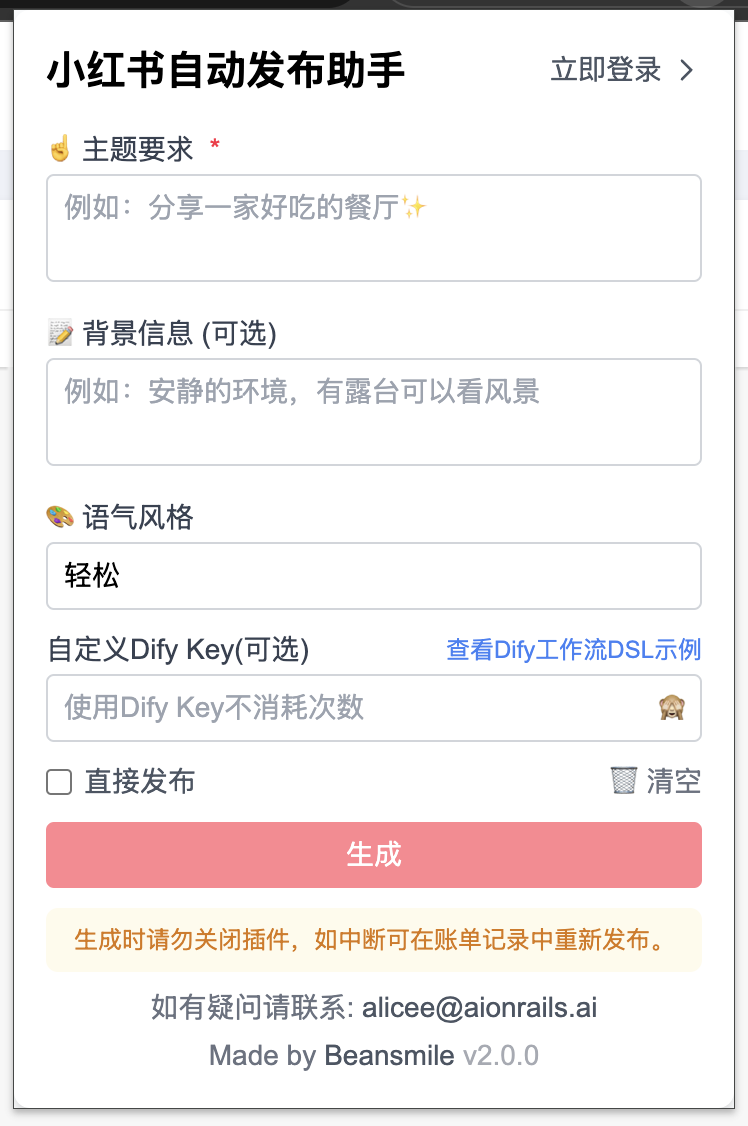 小红书自动发布助手 立即登录 >
☝️ 主题要求 *
例如：分享一家好吃的餐厅✨
📝 背景信息 (可选)
例如：安静的环境，有露台可以看风景
🎨 语气风格
轻松
自定义Dify Key(可选) 查看Dify工作流DSL示例
使用Dify Key不消耗次数 🙈
直接发布 🗑️ 清空
生成
生成时请勿关闭插件，如中断可在账单记录中重新发布。
如有疑问请联系: alicee@aionrails.ai
Made by Beansmile v2.0.0